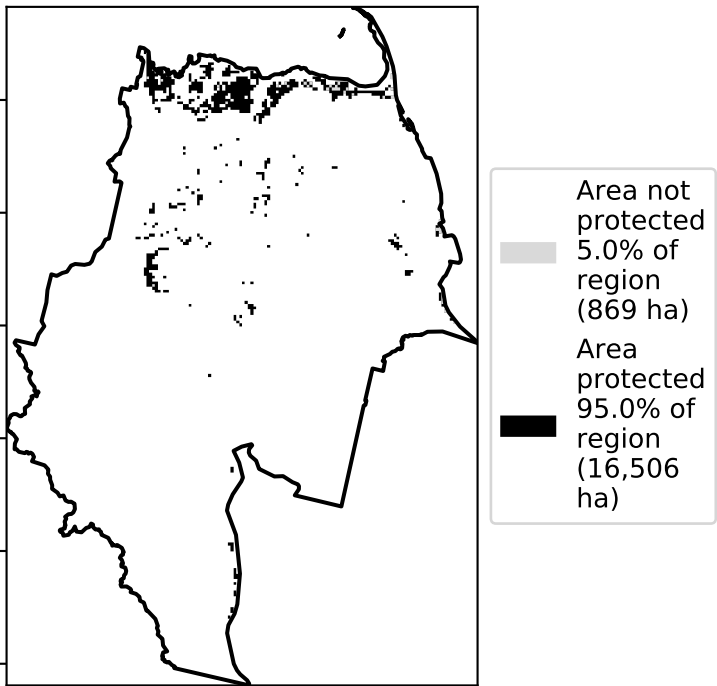 Area not
protected
5.0% of
region
(869 ha)
Area
protected
95.0% of
region
(16,506
ha)